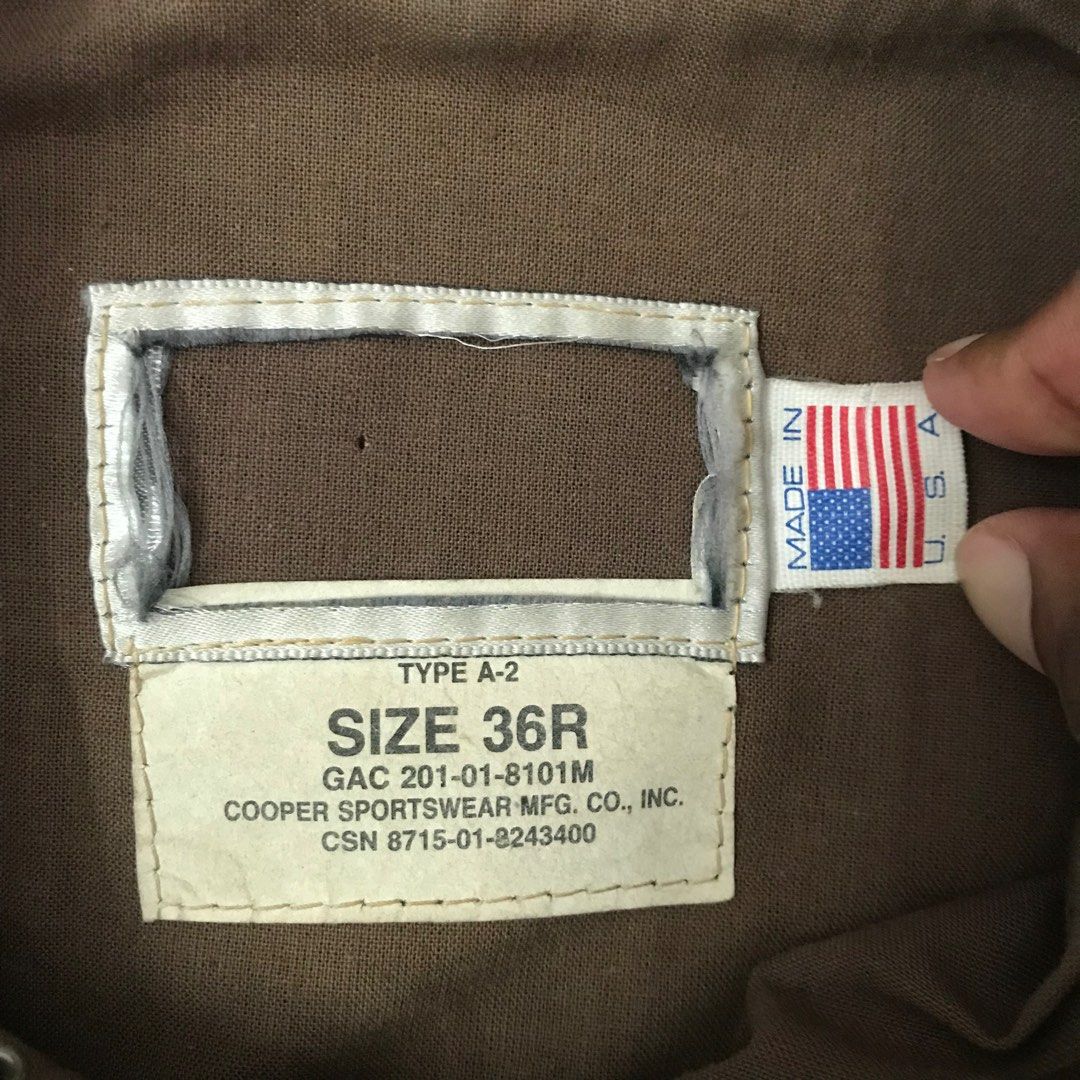 MADE IN
U. S. A
TYPE A-2
SIZE 36R
GAC 201-01-8101M
COOPER SPORTSWEAR MFG. CO., INC.
CSN 8715-01-8243400